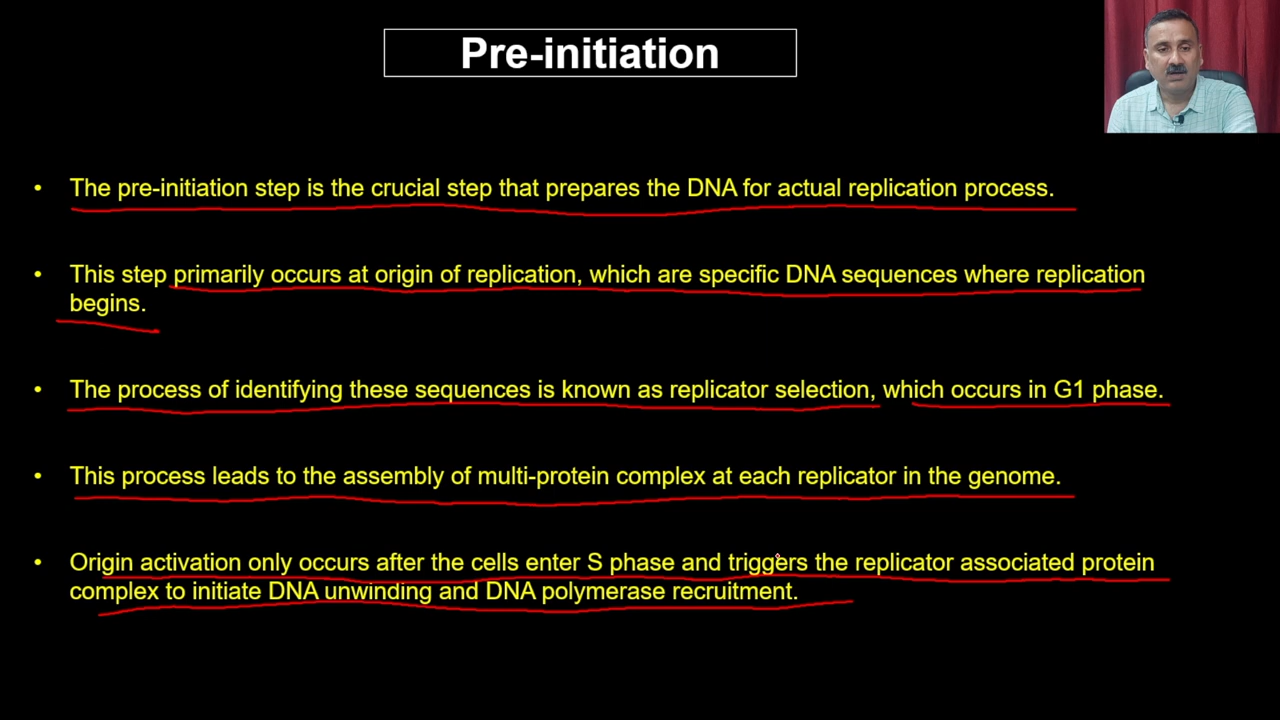 Pre-initiation
• The pre-initiation step is the crucial step that prepares the DNA for actual replication process.
• This step primarily occurs at origin of replication, which are specific DNA sequences where replication
begins.
• The process of identifying these sequences is known as replicator selection, which occurs in G1 phase.
• This process leads to the assembly of multi-protein complex at each replicator in the genome.
• Origin activation only occurs after the cells enter S phase and triggers the replicator associated protein
complex to initiate DNA unwinding and DNA polymerase recruitment.